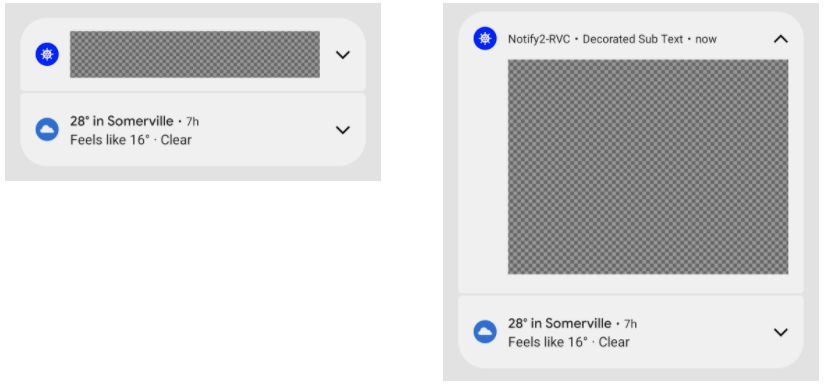 28° in Somerville • 7h
Feels like 16° · Clear
Notify2-RVC • Decorated Sub Text • now
28° in Somerville • 7h
Feels like 16° · Clear